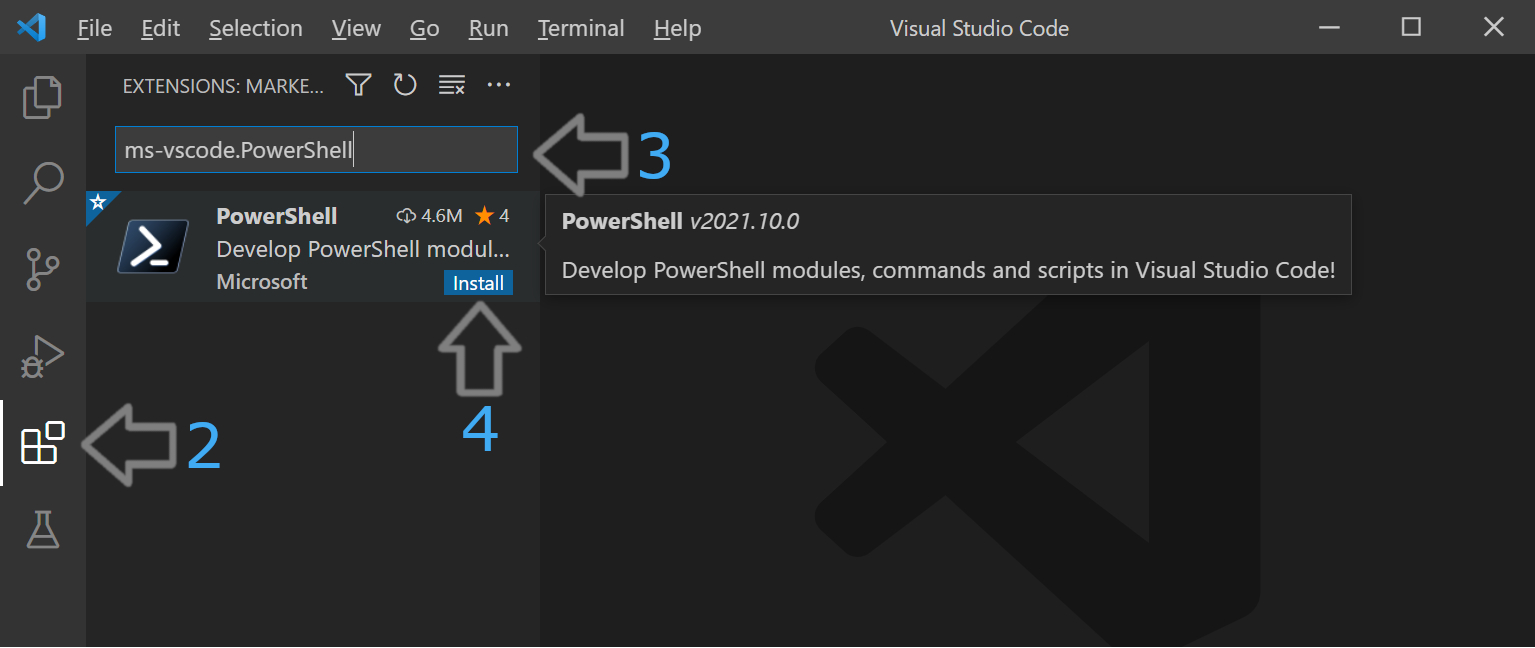 File Edit Selection View Go Run Terminal Help Visual Studio Code
EXTENSIONS: MARKE...
ms-vscode.PowerShell
3
PowerShell 4.6M 4
Develop PowerShell modul...
Microsoft Install
PowerShell v2021.10.0
Develop PowerShell modules, commands and scripts in Visual Studio Code!
4
2